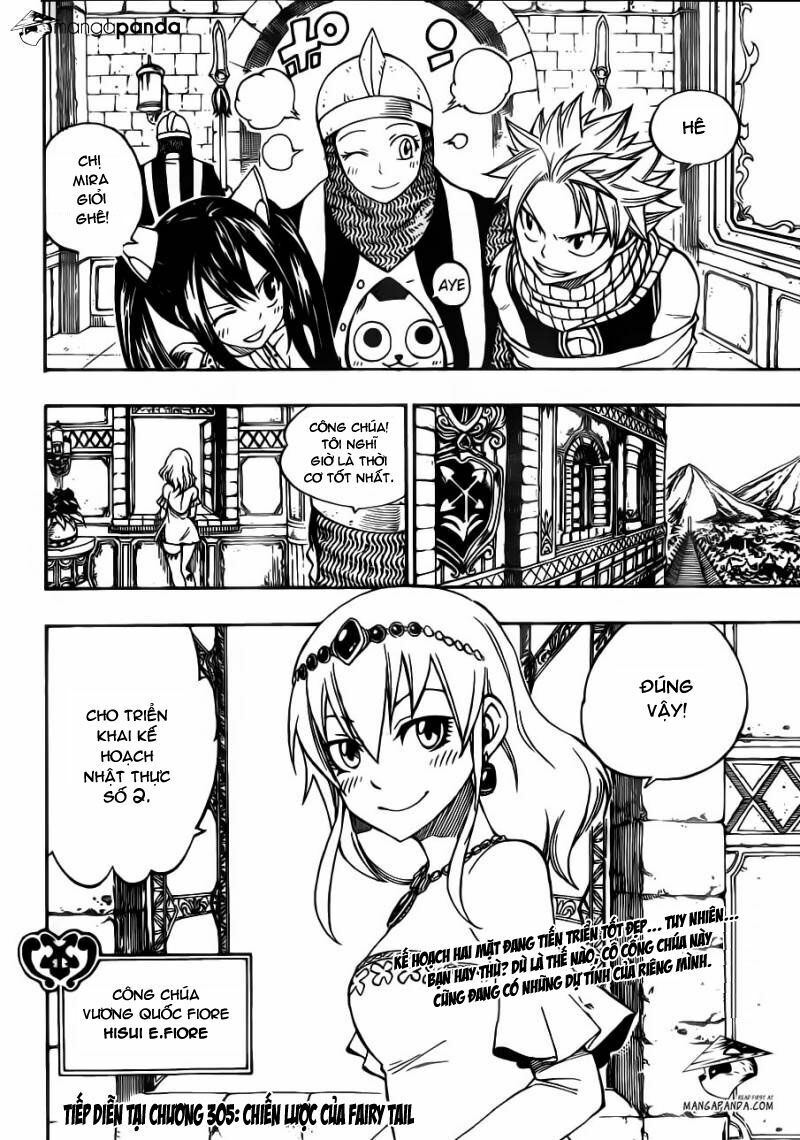 mangapanda
HÊ
CHỊ
MIRA
GIỎI
GHÊ!
AYE
CÔNG CHÚA!
TÔI NGHĨ
GIỜ LÀ THỜI
CƠ TỐT NHẤT.
ĐÚNG
VẬY!
CHO TRIỂN
KHAI KẾ
HOẠCH
NHẬT THỰC
SỐ 2.
KẾ HOẠCH HAI MẶT ĐANG TIẾN TRIỂN TỐT ĐẸP... TUY NHIÊN...
BẠN HAY THÙ? DÙ LÀ THẾ NÀO, CÔ CÔNG CHÚA NÀY
CŨNG ĐANG CÓ NHỮNG DỰ TÍNH CỦA RIÊNG MÌNH.
CÔNG CHÚA
VƯƠNG QUỐC FIORE
HISUI E.FIORE
TIẾP DIỄN TẠI CHƯƠNG 305: CHIẾN LƯỢC CỦA FAIRY TAIL
READ FIRST AT
MANGAPANDA.COM